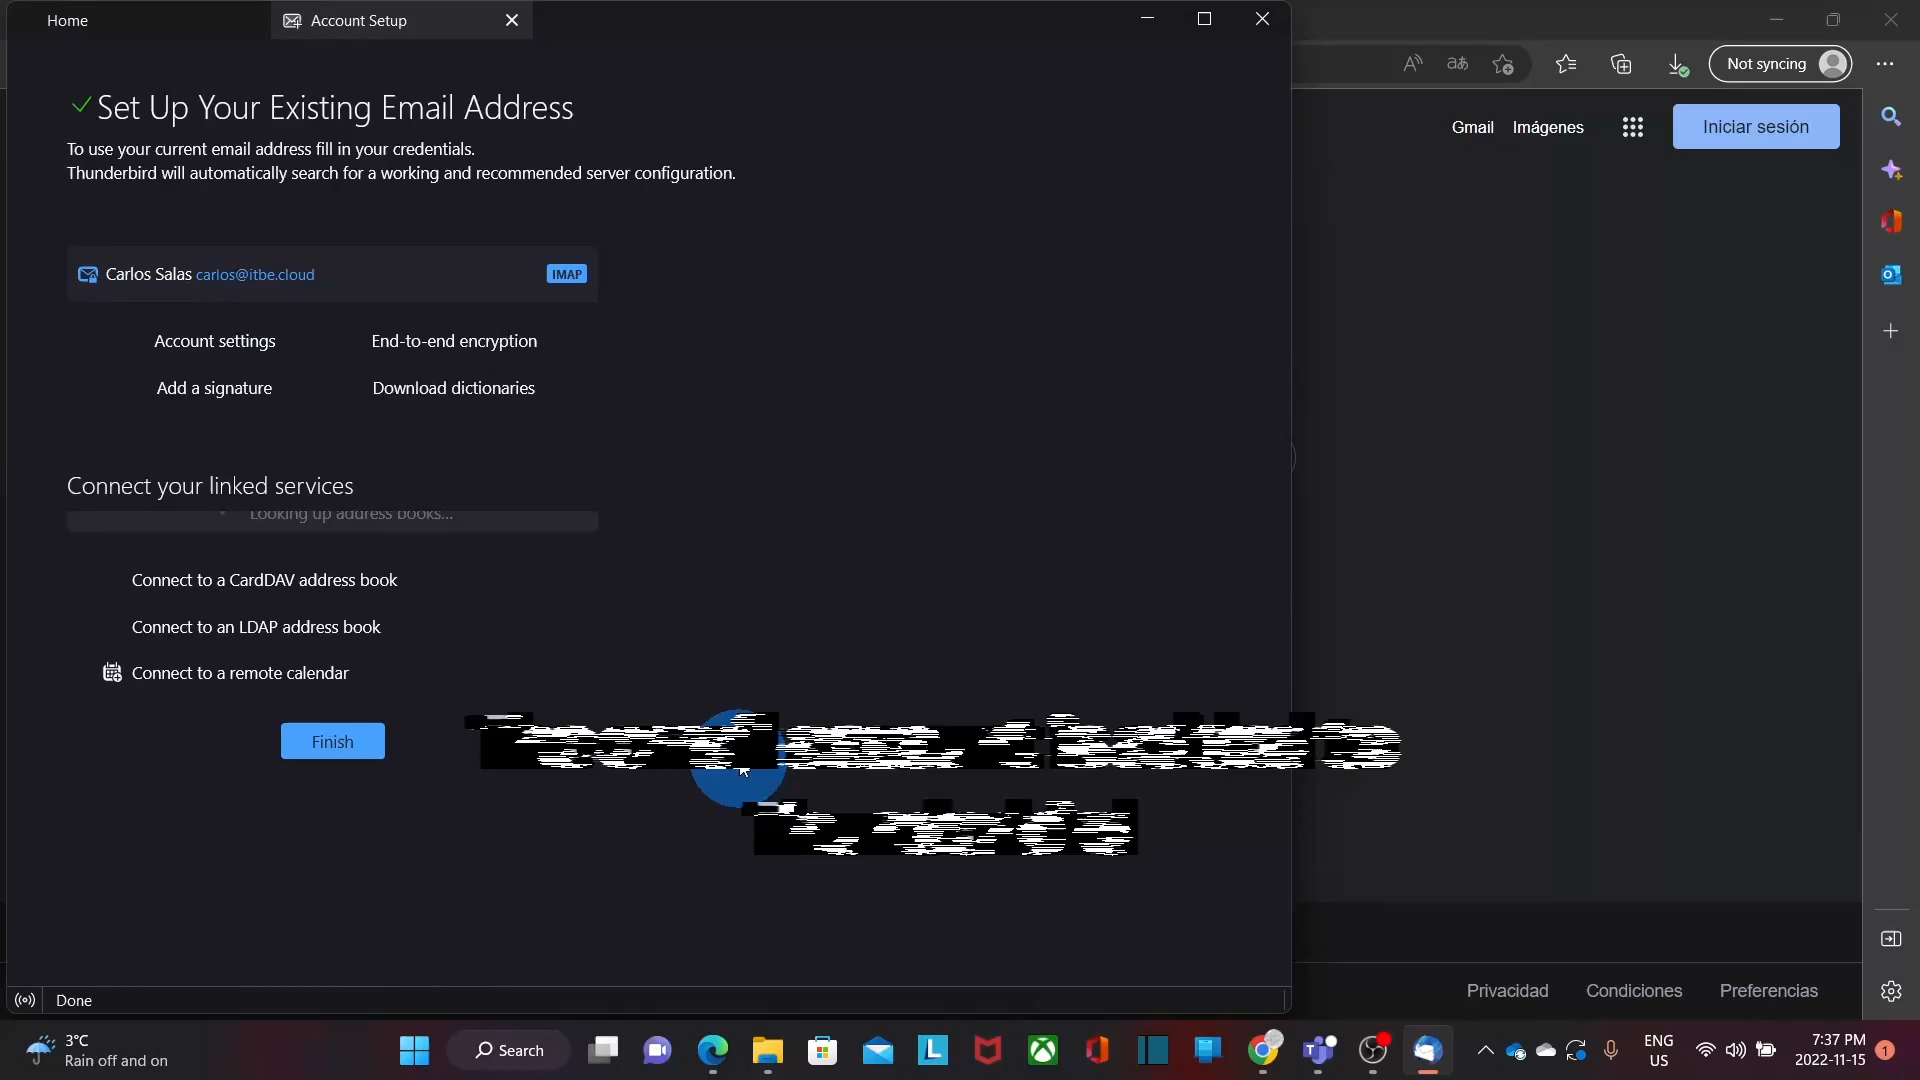 Home
Account Setup
Not syncing
Set Up Your Existing Email Address
To use your current email address fill in your credentials.
Thunderbird will automatically search for a working and recommended server configuration.
Gmail Imágenes
Iniciar sesión
Carlos Salas carlos@itbe.cloud
IMAP
Account settings
End-to-end encryption
Add a signature
Download dictionaries
Connect your linked services
Looking up address books...
Connect to a CardDAV address book
Connect to an LDAP address book
Connect to a remote calendar
Finish
Done
Privacidad Condiciones Preferencias
3°C
Rain off and on
Search
ENG
US
7:37 PM
2022-11-15
1